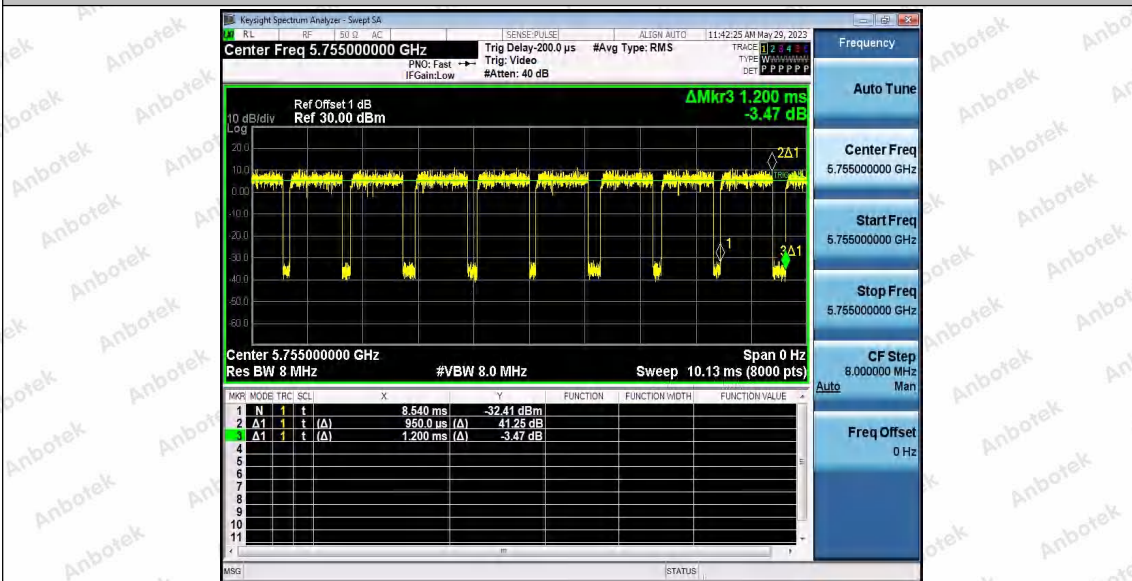 Keysight Spectrum Analyzer - Swept SA
RL RF 50 Ω AC SENSE:PULSE ALIGN AUTO 11:42:25 AM May 29, 2023
Center Freq 5.755000000 GHz
PNO: Fast
IFGain:Low
Trig Delay-200.0 µs
Trig: Video
#Atten: 40 dB
#Avg Type: RMS
TRACE 1 2 3 4 5 6
TYPE WWWWWW
DET P P P P P P
ΔMkr3 1.200 ms
-3.47 dB
Ref Offset 1 dB
10 dB/div Ref 30.00 dBm
Log
20.0
10.0
0.00
-10.0
-20.0
-30.0
-40.0
-50.0
-60.0
2Δ1
1
3Δ1
Center 5.755000000 GHz Span 0 Hz
Res BW 8 MHz #VBW 8.0 MHz Sweep 10.13 ms (8000 pts)
MKR MODE TRC SCL X Y FUNCTION FUNCTION WIDTH FUNCTION VALUE
1 N 1 t 8.540 ms -32.41 dBm
2 Δ1 1 t (Δ) 950.0 µs (Δ) 41.25 dB
3 Δ1 1 t (Δ) 1.200 ms (Δ) -3.47 dB
4
5
6
7
8
9
10
11
MSG STATUS
Frequency
Auto Tune
Center Freq
5.755000000 GHz
Start Freq
5.755000000 GHz
Stop Freq
5.755000000 GHz
CF Step
8.000000 MHz
Auto Man
Freq Offset
0 Hz
Anbotek